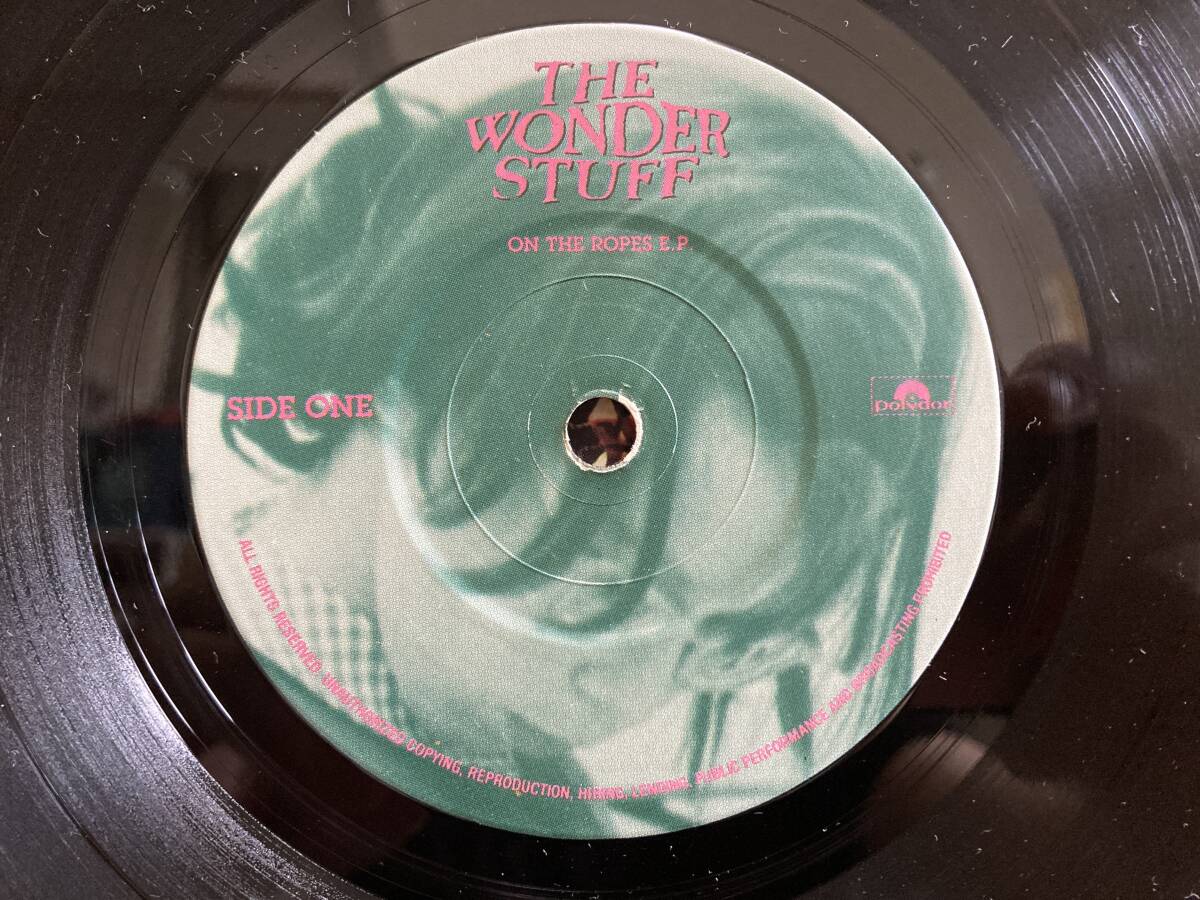 THE
WONDER
STUFF
ON THE ROPES E.P.
SIDE ONE
polydor
ALL RIGHTS RESERVED. UNAUTHORIZED COPYING, REPRODUCTION, HIRING, LENDING, PUBLIC PERFORMANCE AND BROADCASTING PROHIBITED